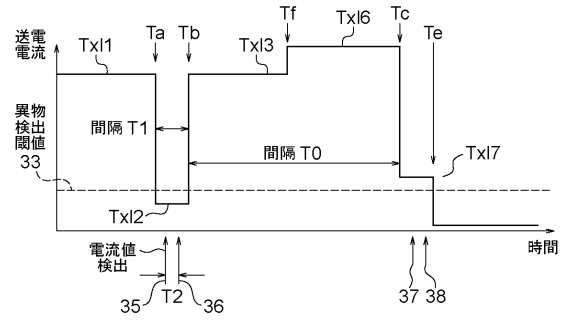 送電
電流
TxI1
Ta
Tb
TxI3
Tf
TxI6
Tc
Te
異物
検出
閾値
33
間隔 T1
間隔 T0
TxI7
TxI2
時間
電流値
検出
35
T2
36
37
38